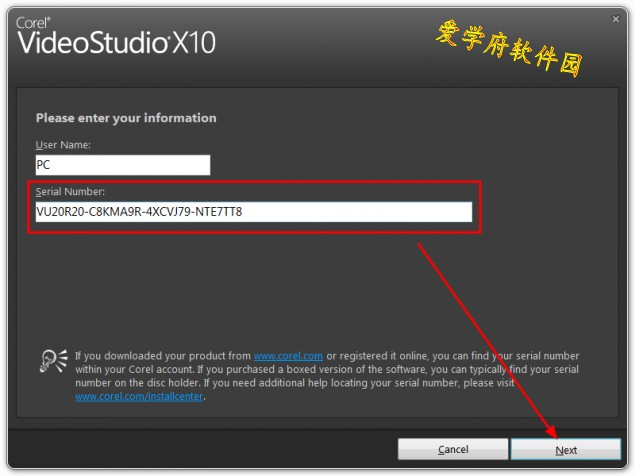 Corel®
VideoStudio® X10
爱学府软件园
Please enter your information
User Name:
PC
Serial Number:
VU20R20-C8KMA9R-4XCVJ79-NTE7TT8
If you downloaded your product from www.corel.com or registered it online, you can find your serial number
within your Corel account. If you purchased a boxed version of the software, you can typically find your serial
number on the disc holder. If you need additional help locating your serial number, please visit
www.corel.com/installcenter.
Cancel
Next